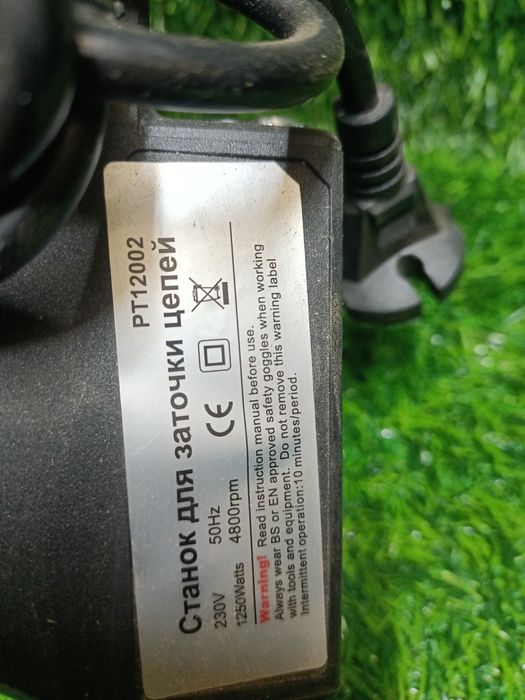 PT12002
Станок для заточки цепей
230V 50Hz
1250Watts 4800rpm
CE
Warning! Read instruction manual before use.
Always wear BS or EN approved safety goggles when working
with tools and equipment. Do not remove this warning label
Intermittent operation:10 minutes/period.